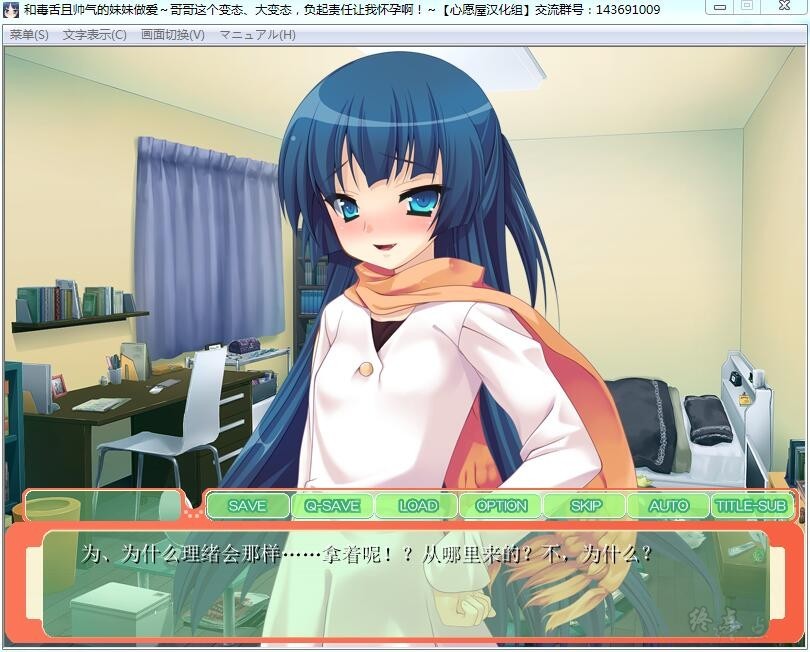 和毒舌且帅气的妹妹做爱～哥哥这个变态、大变态，负起责任让我怀孕啊！～【心愿屋汉化组】交流群号：143691009
菜单(S) 文字表示(C) 画面切换(V) マニュアル(H)
SAVE Q-SAVE LOAD OPTION SKIP AUTO TITLE-SUB
为、为什么理绪会那样……拿着呢！？从哪里来的？不，为什么？